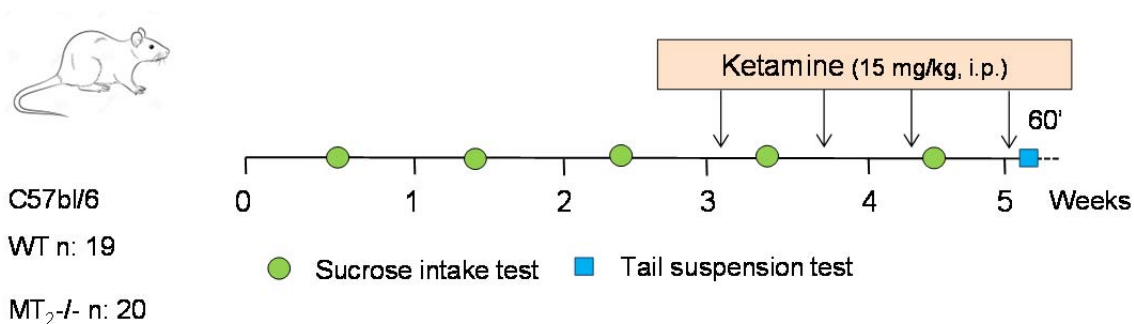 Ketamine (15 mg/kg, i.p.)
60'
C57bl/6
0 1 2 3 4 5 Weeks
WT n: 19
Sucrose intake test Tail suspension test
MT₂-/- n: 20